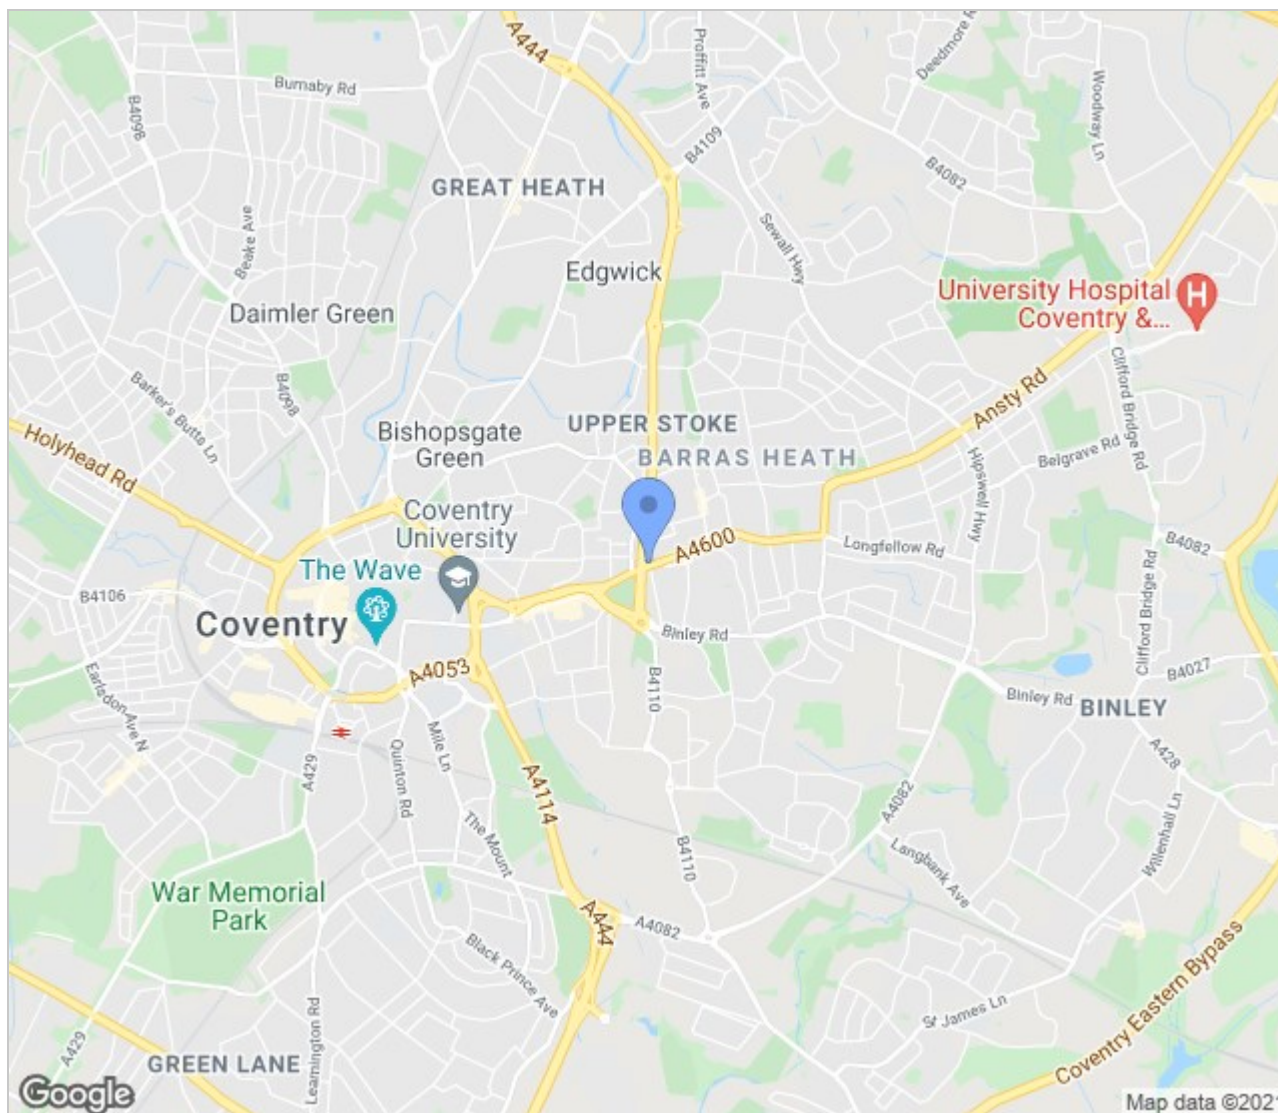 A444
Proffitt Ave
Deedmore R
Burnaby Rd
B4098
Woodway Ln
B4109
B4082
GREAT HEATH
Beake Ave
Sewall Hwy
Edgwick
University Hospital
Coventry &...
H
Daimler Green
Barker's Butts Ln
B4098
Clifford Bridge Rd
Ansty Rd
Holyhead Rd
Bishopsgate
Green
UPPER STOKE
BARRAS HEATH
Hipswell Hwy
Belgrave Rd
Coventry
University
A4600
Longfellow Rd
B4082
The Wave
B4106
Coventry
Binley Rd
Clifford Bridge Rd
B4027
A4053
Earlsdon Ave N
B4110
Binley Rd
BINLEY
Mile Ln
Quinton Rd
A429
A4114
A428
A4082
The Mount
B4110
Langbank Ave
Willenhall Ln
War Memorial
Park
A444
A4082
Black Prince Ave
Coventry Eastern Bypass
St James Ln
Leamington Rd
A429
GREEN LANE
Google
Map data ©2021